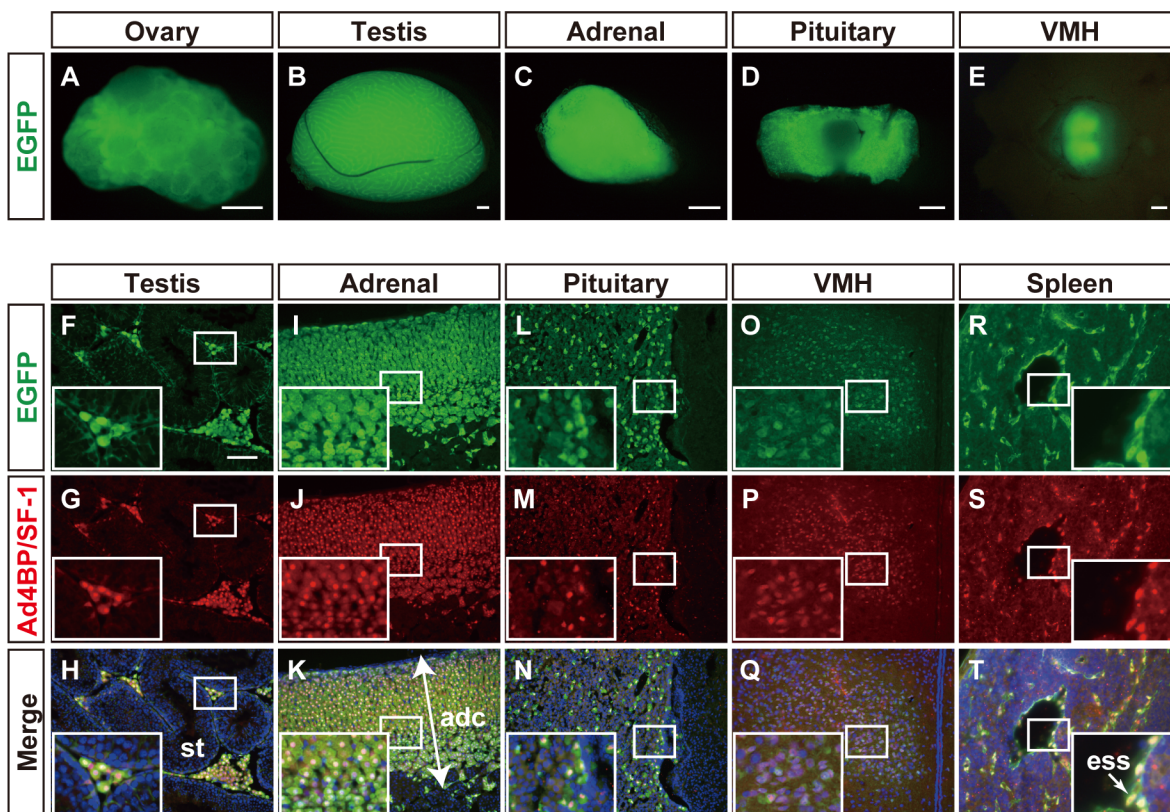 Ovary Testis Adrenal Pituitary VMH
EGFP
A B C D E
Testis Adrenal Pituitary VMH Spleen
EGFP
F I L O R
Ad4BP/SF-1
G J M P S
Merge
H K N Q T
adc
st
ess